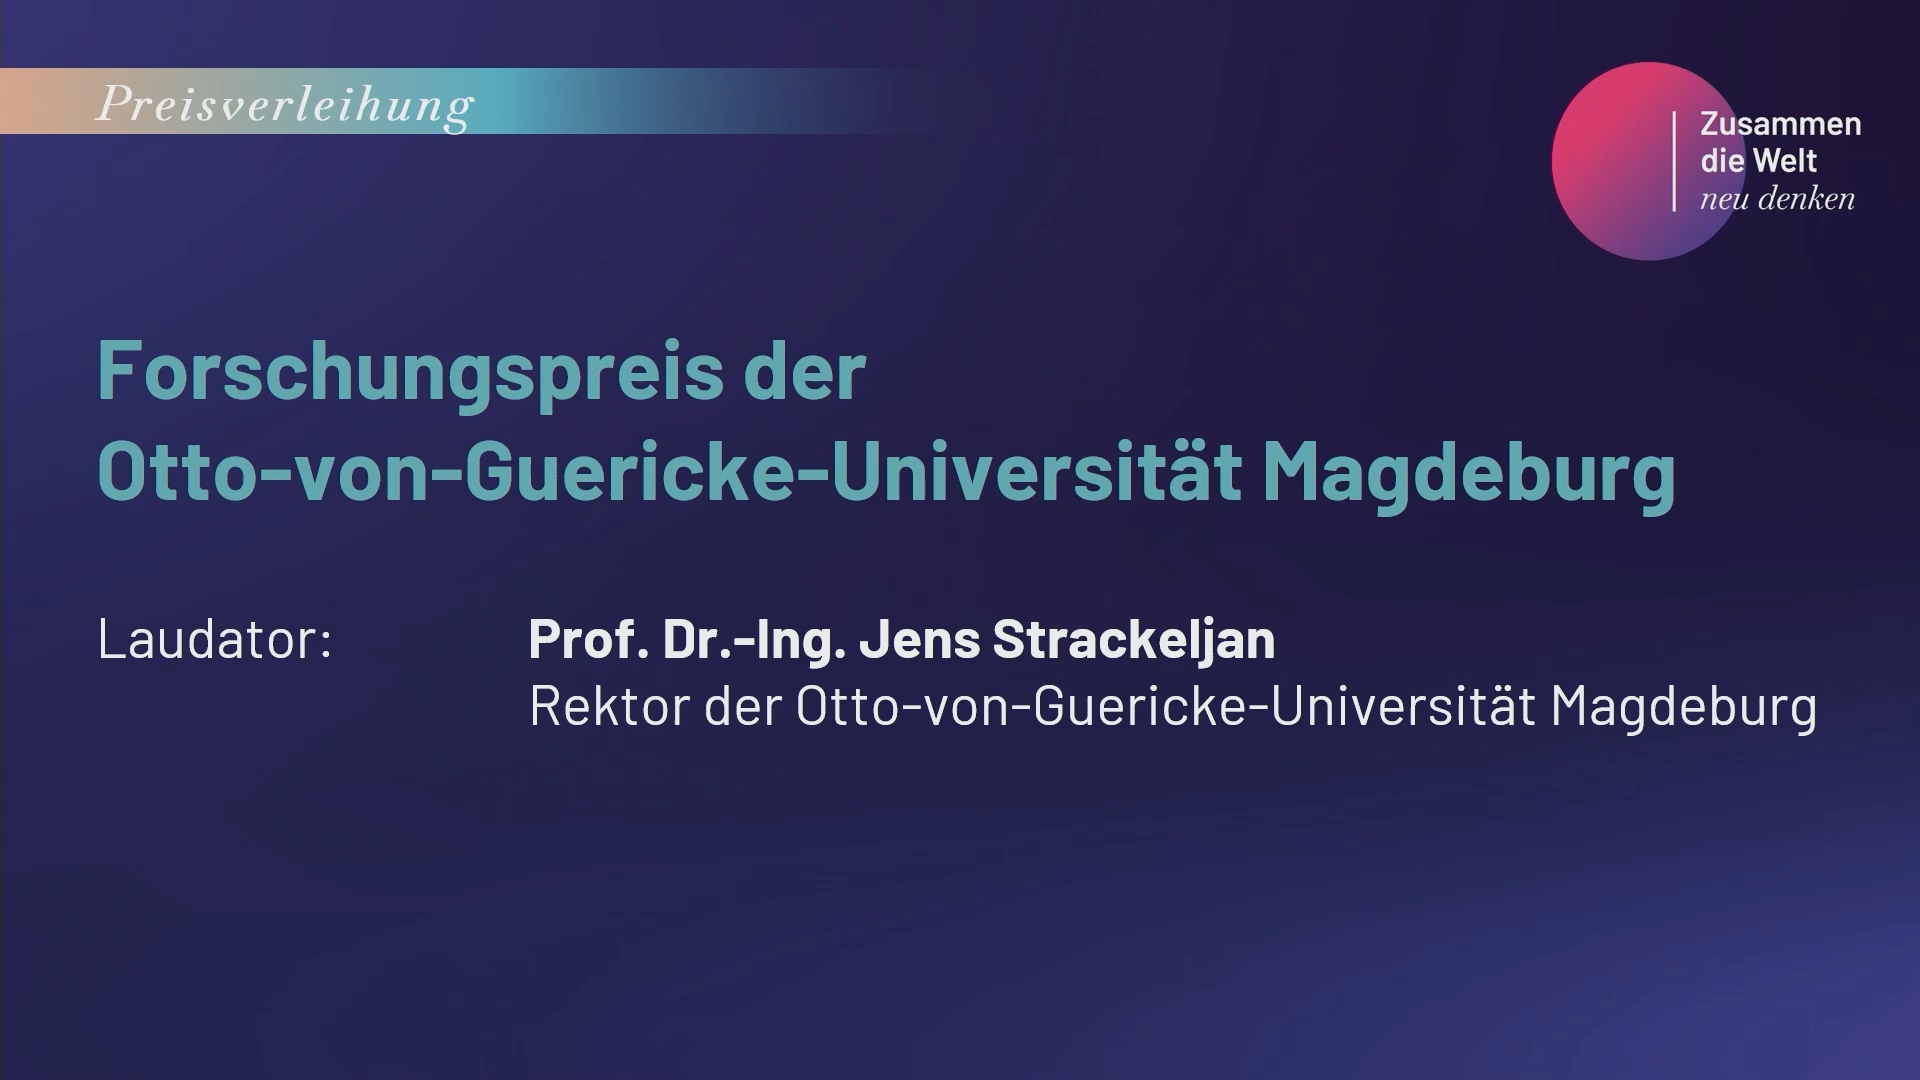 Preisverleihung
Zusammen
die Welt
neu denken
Forschungspreis der
Otto-von-Guericke-Universität Magdeburg
Laudator: Prof. Dr.-Ing. Jens Strackeljan
Rektor der Otto-von-Guericke-Universität Magdeburg